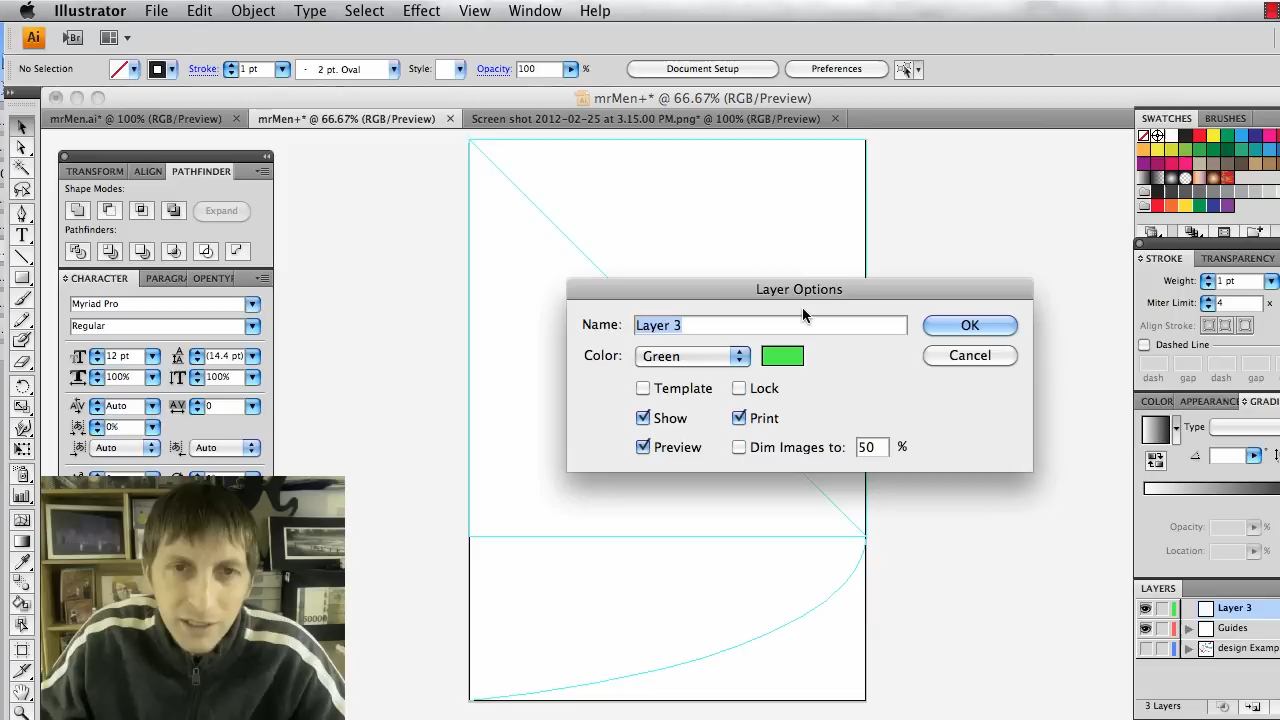 Illustrator File Edit Object Type Select Effect View Window Help
Ai Br
No Selection Stroke: 1 pt 2 pt. Oval Style: Opacity: 100 % Document Setup Preferences
mrMen+* @ 66.67% (RGB/Preview)
mrMen.ai* @ 100% (RGB/Preview) mrMen+* @ 66.67% (RGB/Preview) Screen shot 2012-02-25 at 3.15.00 PM.png* @ 100% (RGB/Preview)
SWATCHES BRUSHES
TRANSFORM ALIGN PATHFINDER
Shape Modes:
Expand
Pathfinders:
CHARACTER PARAGRA OPENTYP
Myriad Pro
Regular
12 pt (14.4 pt)
100% 100%
Auto 0
0%
Auto Auto
Layer Options
Name: Layer 3 OK
Color: Green Cancel
Template Lock
Show Print
Preview Dim Images to: 50 %
STROKE TRANSPARENCY
Weight: 1 pt
Miter Limit: 4 x
Align Stroke:
Dashed Line
dash gap dash gap
COLOR APPEARANC GRADI
Type
Opacity: %
Location: %
LAYERS
Layer 3
Guides
design Examp
3 Layers
50000